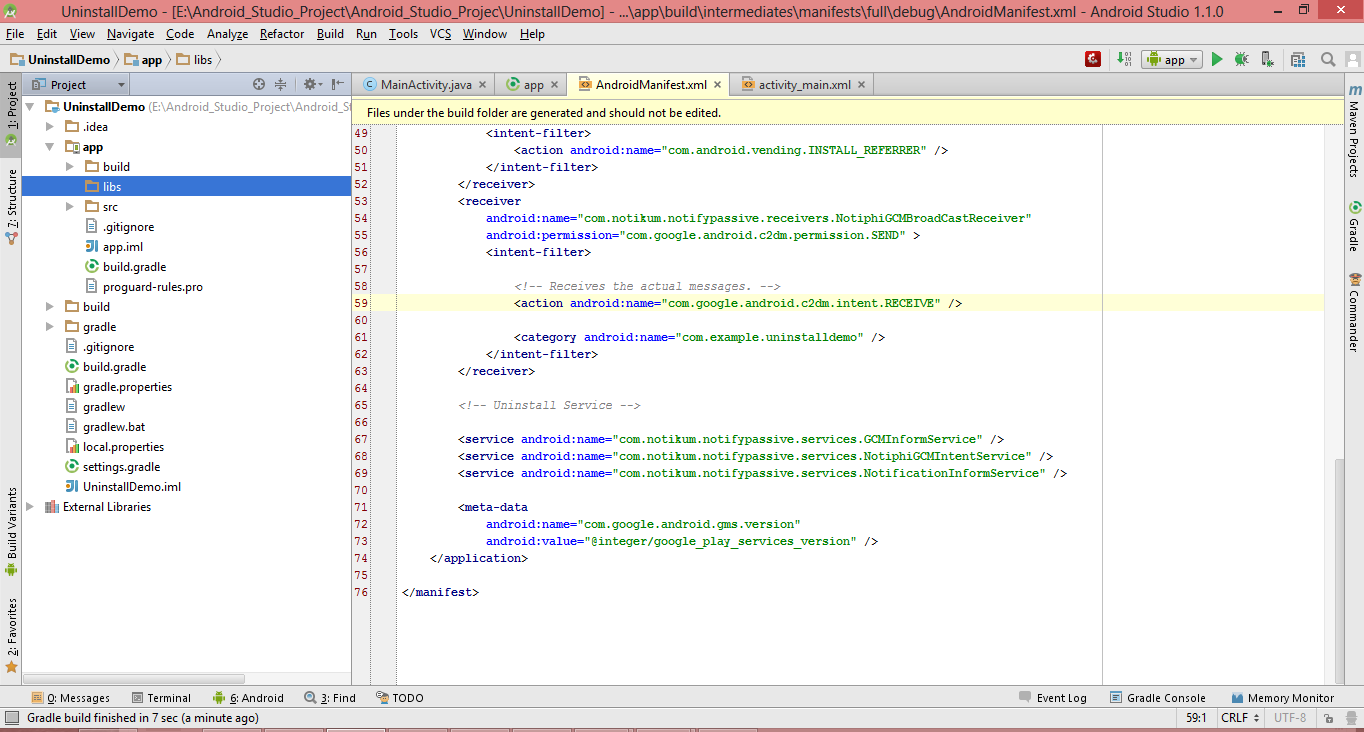 UninstallDemo - [E:\Android_Studio_Project\Android_Studio_Projec\UninstallDemo] - ...\app\build\intermediates\manifests\full\debug\AndroidManifest.xml - Android Studio 1.1.0
File Edit View Navigate Code Analyze Refactor Build Run Tools VCS Window Help
UninstallDemo app libs
app
Project
MainActivity.java
app
AndroidManifest.xml
activity_main.xml
Files under the build folder are generated and should not be edited.
1: Project
7: Structure
Build Variants
2: Favorites
UninstallDemo (E:\Android_Studio_Project\Android_S
.idea
app
build
libs
src
.gitignore
app.iml
build.gradle
proguard-rules.pro
build
gradle
.gitignore
build.gradle
gradle.properties
gradlew
gradlew.bat
local.properties
settings.gradle
UninstallDemo.iml
External Libraries
49 <intent-filter>
50 <action android:name="com.android.vending.INSTALL_REFERRER" />
51 </intent-filter>
52 </receiver>
53 <receiver
54 android:name="com.notikum.notifypassive.receivers.NotiphiGCMBroadCastReceiver"
55 android:permission="com.google.android.c2dm.permission.SEND" >
56 <intent-filter>
57
58 <!-- Receives the actual messages. -->
59 <action android:name="com.google.android.c2dm.intent.RECEIVE" />
60
61 <category android:name="com.example.uninstalldemo" />
62 </intent-filter>
63 </receiver>
64
65 <!-- Uninstall Service -->
66
67 <service android:name="com.notikum.notifypassive.services.GCMInformService" />
68 <service android:name="com.notikum.notifypassive.services.NotiphiGCMIntentService" />
69 <service android:name="com.notikum.notifypassive.services.NotificationInformService" />
70
71 <meta-data
72 android:name="com.google.android.gms.version"
73 android:value="@integer/google_play_services_version" />
74 </application>
75
76 </manifest>
m Maven Projects
Gradle
Commander
0: Messages Terminal 6: Android 3: Find TODO Event Log Gradle Console Memory Monitor
Gradle build finished in 7 sec (a minute ago) 59:1 CRLF UTF-8